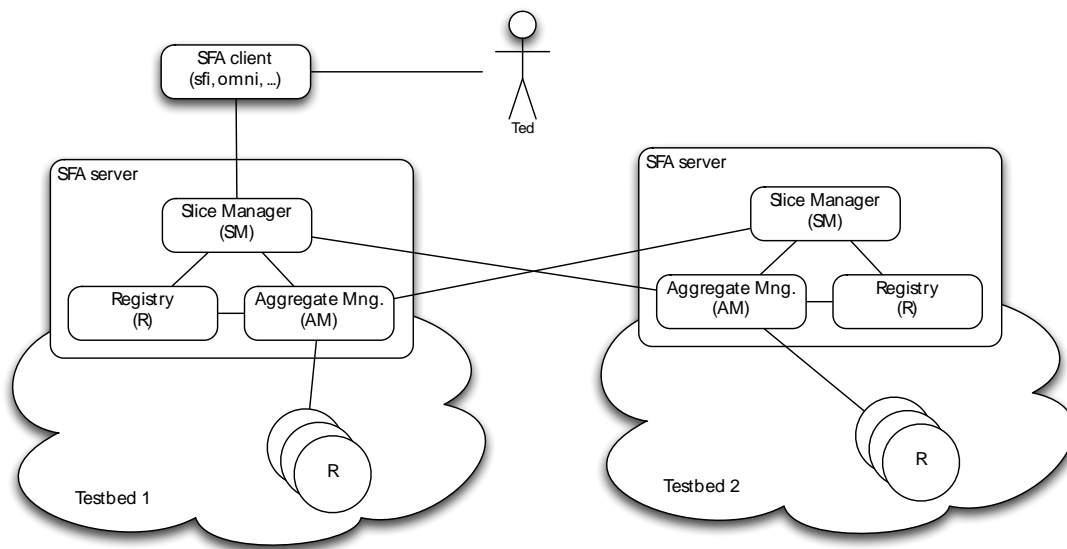 SFA client
(sfi, omni, ...)
Ted
SFA server
Slice Manager
(SM)
Registry
(R)
Aggregate Mng.
(AM)
R
Testbed 1
SFA server
Slice Manager
(SM)
Aggregate Mng.
(AM)
Registry
(R)
R
Testbed 2